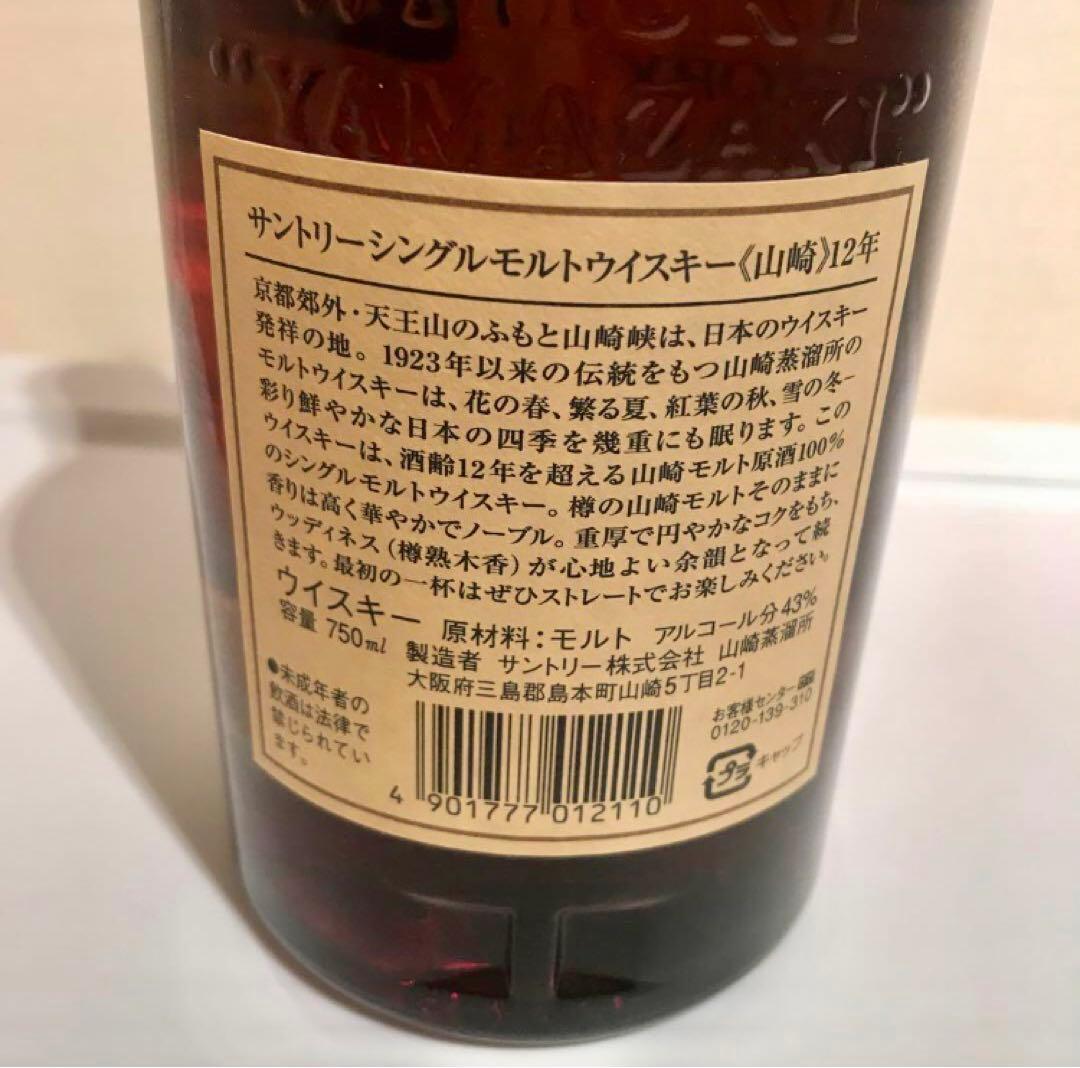 "YAMAZAKI"
サントリーシングルモルトウイスキー《山崎》12年
京都郊外・天王山のふもと山崎峡は、日本のウイスキー
発祥の地。1923年以来の伝統をもつ山崎蒸溜所の
モルトウイスキーは、花の春、繁る夏、紅葉の秋、雪の冬−
彩り鮮やかな日本の四季を幾重にも眠ります。この
ウイスキーは、酒齢12年を超える山崎モルト原酒100%
のシングルモルトウイスキー。樽の山崎モルトそのままに
香りは高く華やかでノーブル。重厚で円やかなコクをもち、
ウッディネス(樽熟木香)が心地よい余韻となって続
きます。最初の一杯はぜひストレートでお楽しみください。
ウイスキー 原材料:モルト アルコール分43%
容量 750ml 製造者 サントリー株式会社 山崎蒸溜所
大阪府三島郡島本町山崎5丁目2-1
●未成年者の
飲酒は法律で
禁じられてい
ます。
お客様センター
0120-139-310
プラ キャップ
4 901777 012110